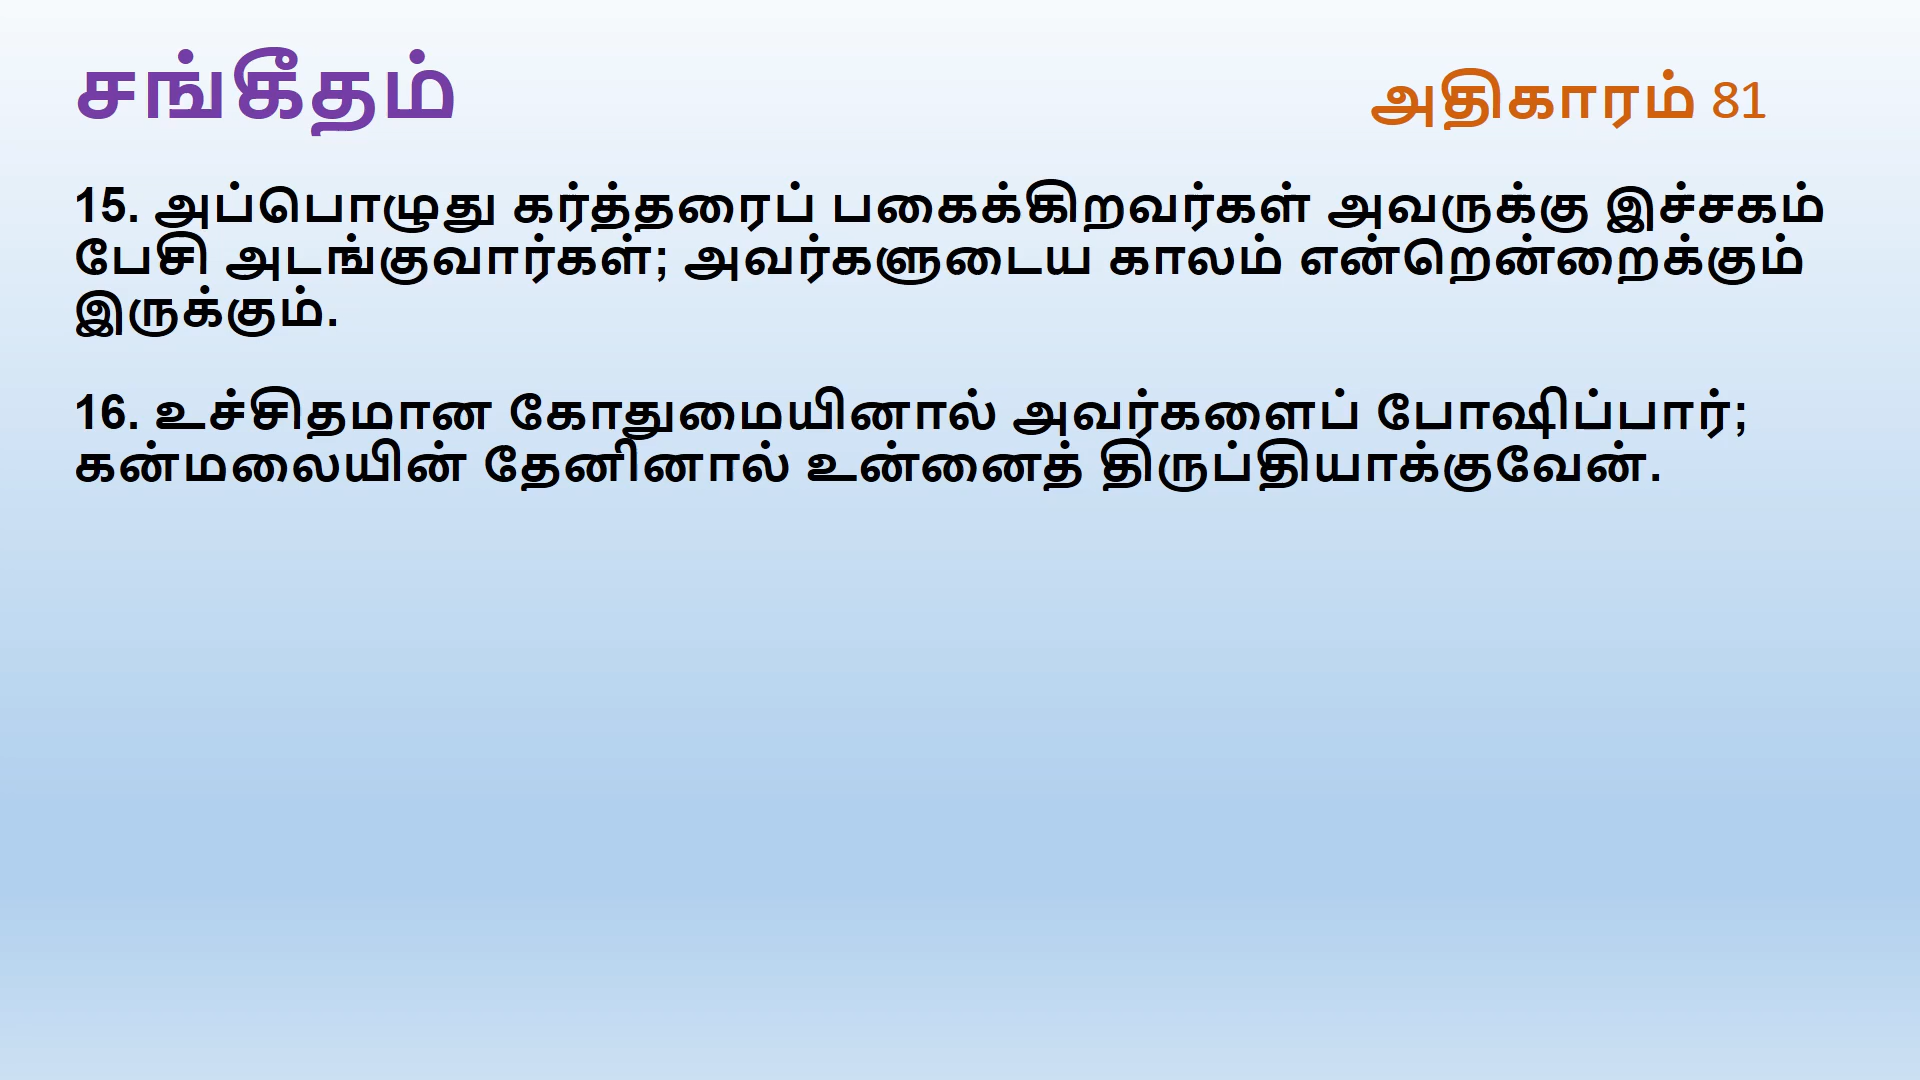 சங்கீதம்
அதிகாரம் 81
15. அப்பொழுது கர்த்தரைப் பகைக்கிறவர்கள் அவருக்கு இச்சகம்
பேசி அடங்குவார்கள்; அவர்களுடைய காலம் என்றென்றைக்கும்
இருக்கும்.
16. உச்சிதமான கோதுமையினால் அவர்களைப் போஷிப்பார்;
கன்மலையின் தேனினால் உன்னைத் திருப்தியாக்குவேன்.